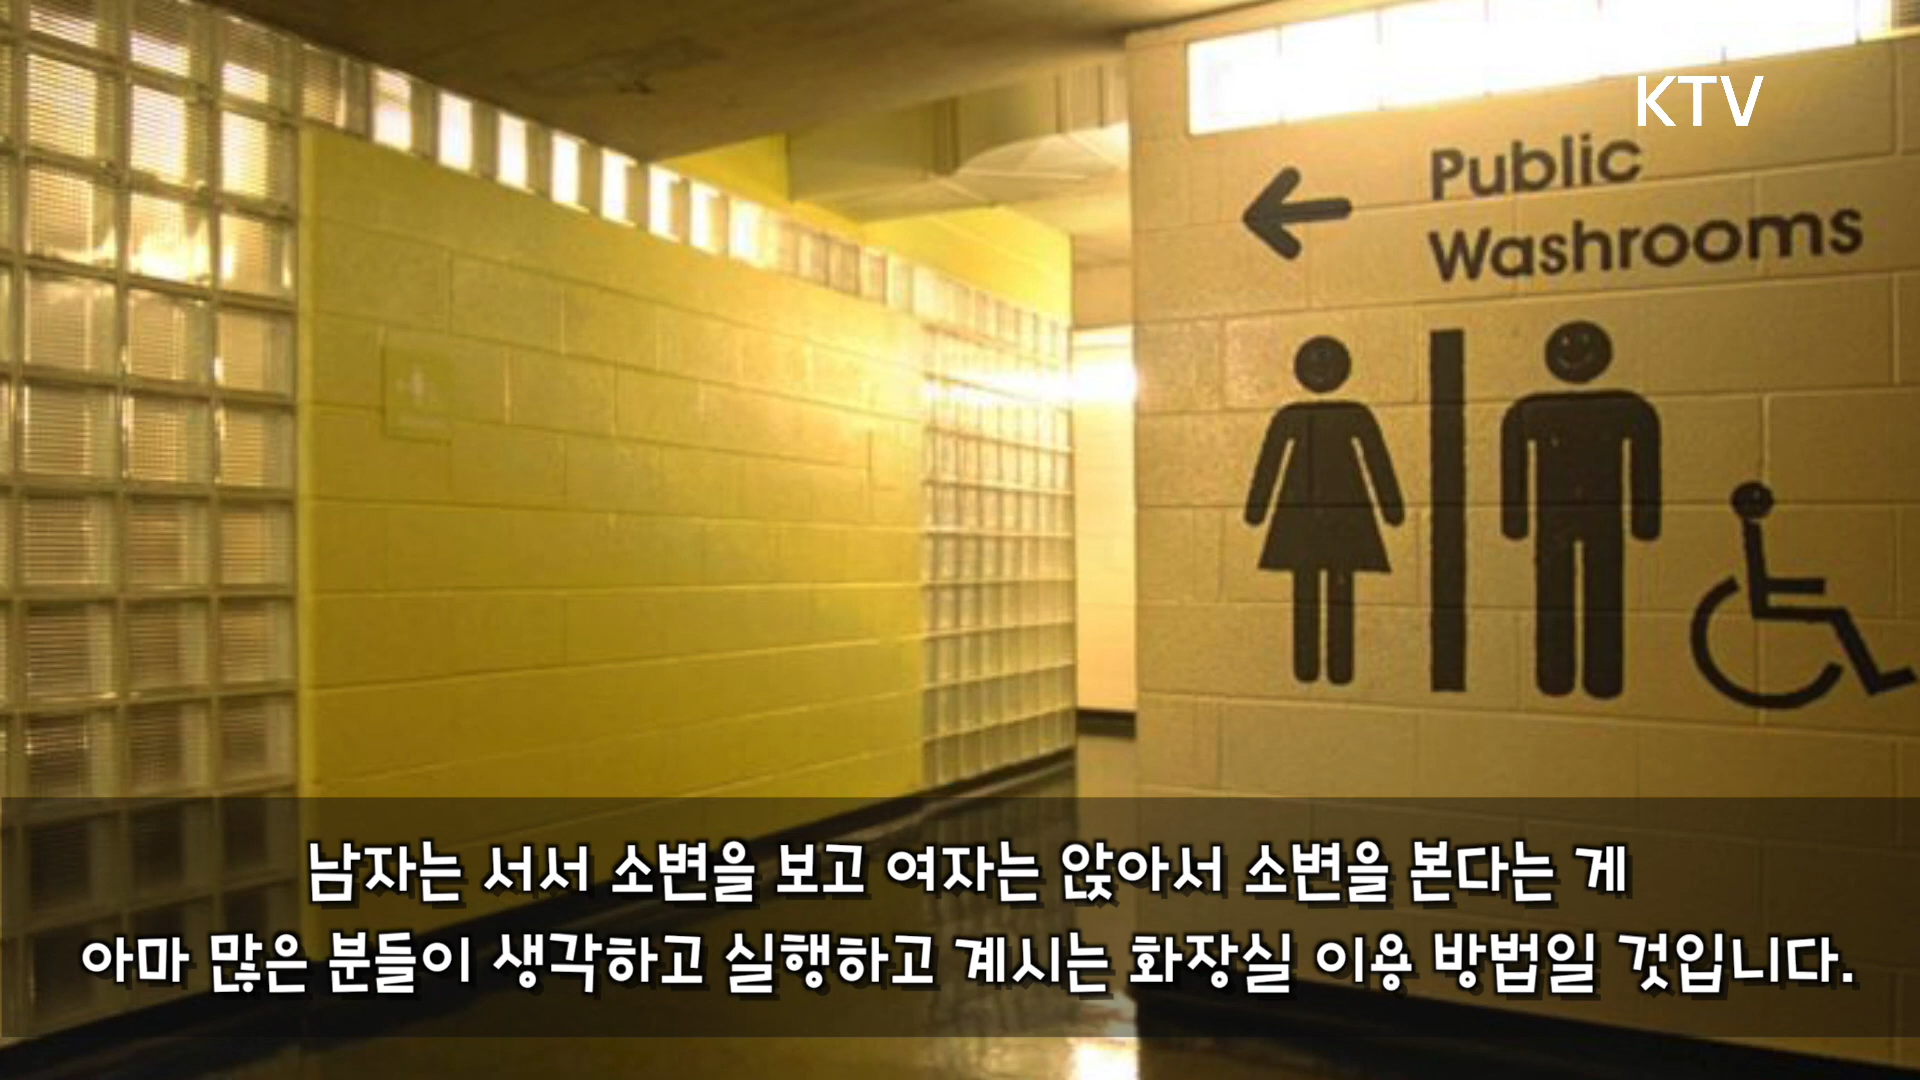 KTV
Public
Washrooms
남자는 서서 소변을 보고 여자는 앉아서 소변을 본다는 게
아마 많은 분들이 생각하고 실행하고 계시는 화장실 이용 방법일 것입니다.